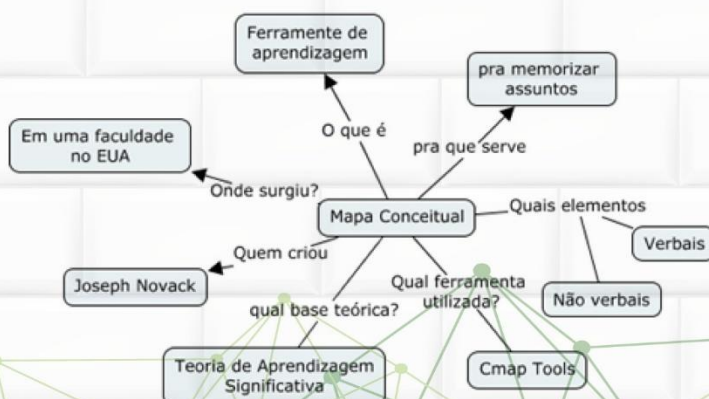 Ferramente de
aprendizagem
pra memorizar
assuntos
O que é
pra que serve
Em uma faculdade
no EUA
Onde surgiu?
Mapa Conceitual
Quais elementos
Verbais
Não verbais
Quem criou
Joseph Novack
Qual ferramenta
utilizada?
qual base teórica?
Teoria de Aprendizagem
Significativa
Cmap Tools